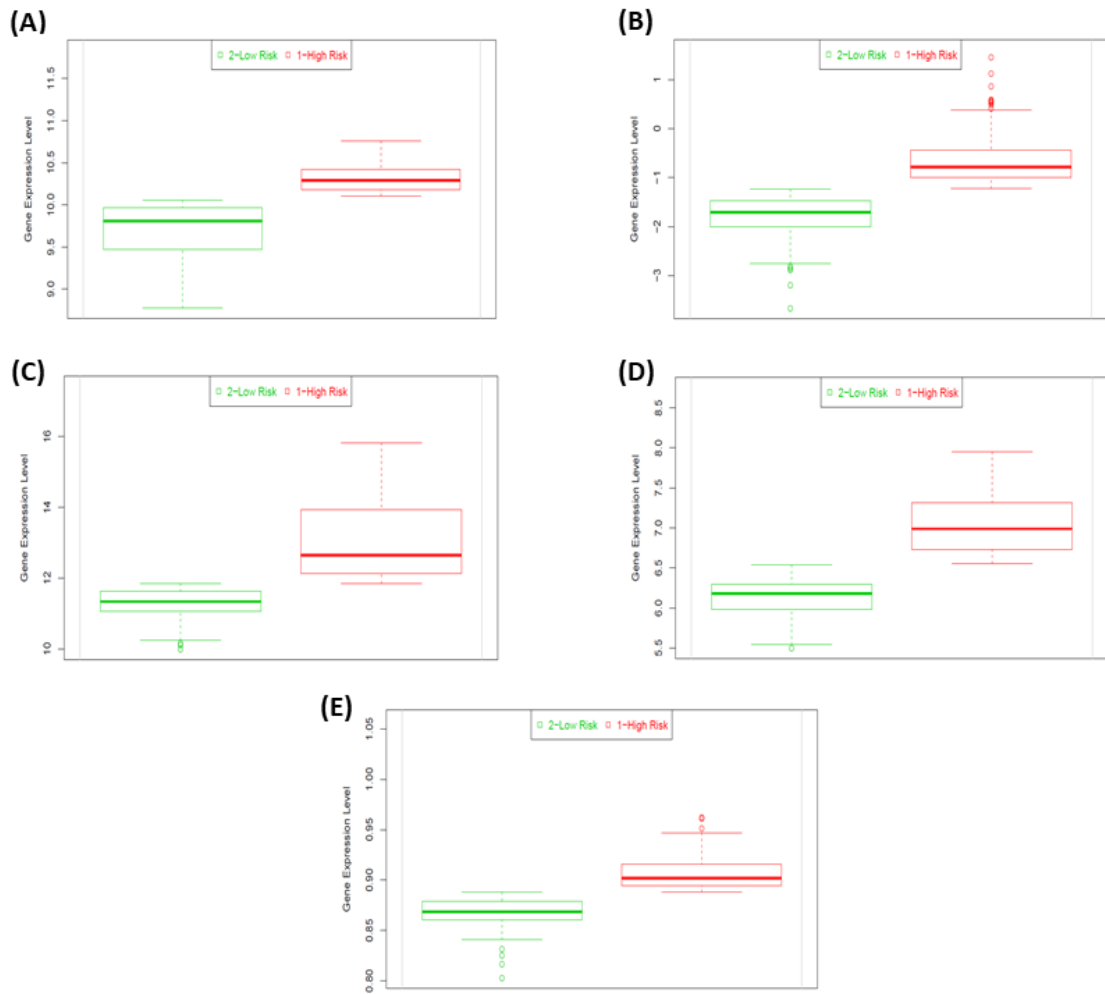 (A)
2-Low Risk 1-High Risk
Gene Expression Level
11.5
11.0
10.5
10.0
9.5
9.0
(B)
2-Low Risk 1-High Risk
Gene Expression Level
1
0
-1
-2
-3
(C)
2-Low Risk 1-High Risk
Gene Expression Level
16
14
12
10
(D)
2-Low Risk 1-High Risk
Gene Expression Level
8.5
8.0
7.5
7.0
6.5
6.0
5.5
(E)
2-Low Risk 1-High Risk
Gene Expression Level
1.05
1.00
0.95
0.90
0.85
0.80